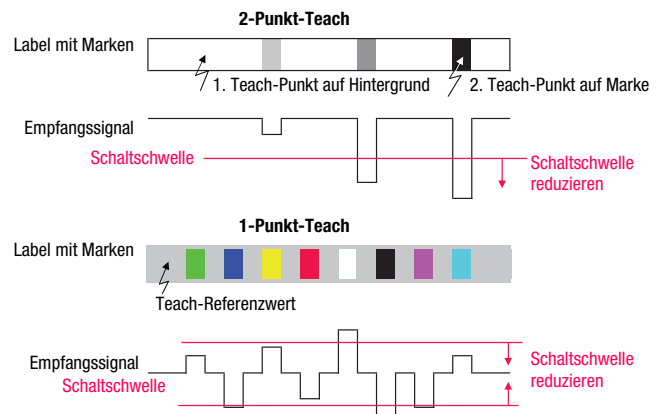 2-Punkt-Teach
Label mit Marken
1. Teach-Punkt auf Hintergrund
2. Teach-Punkt auf Marke
Empfangssignal
Schaltschwelle
Schaltschwelle
reduzieren
1-Punkt-Teach
Label mit Marken
Teach-Referenzwert
Empfangssignal
Schaltschwelle
Schaltschwelle
reduzieren